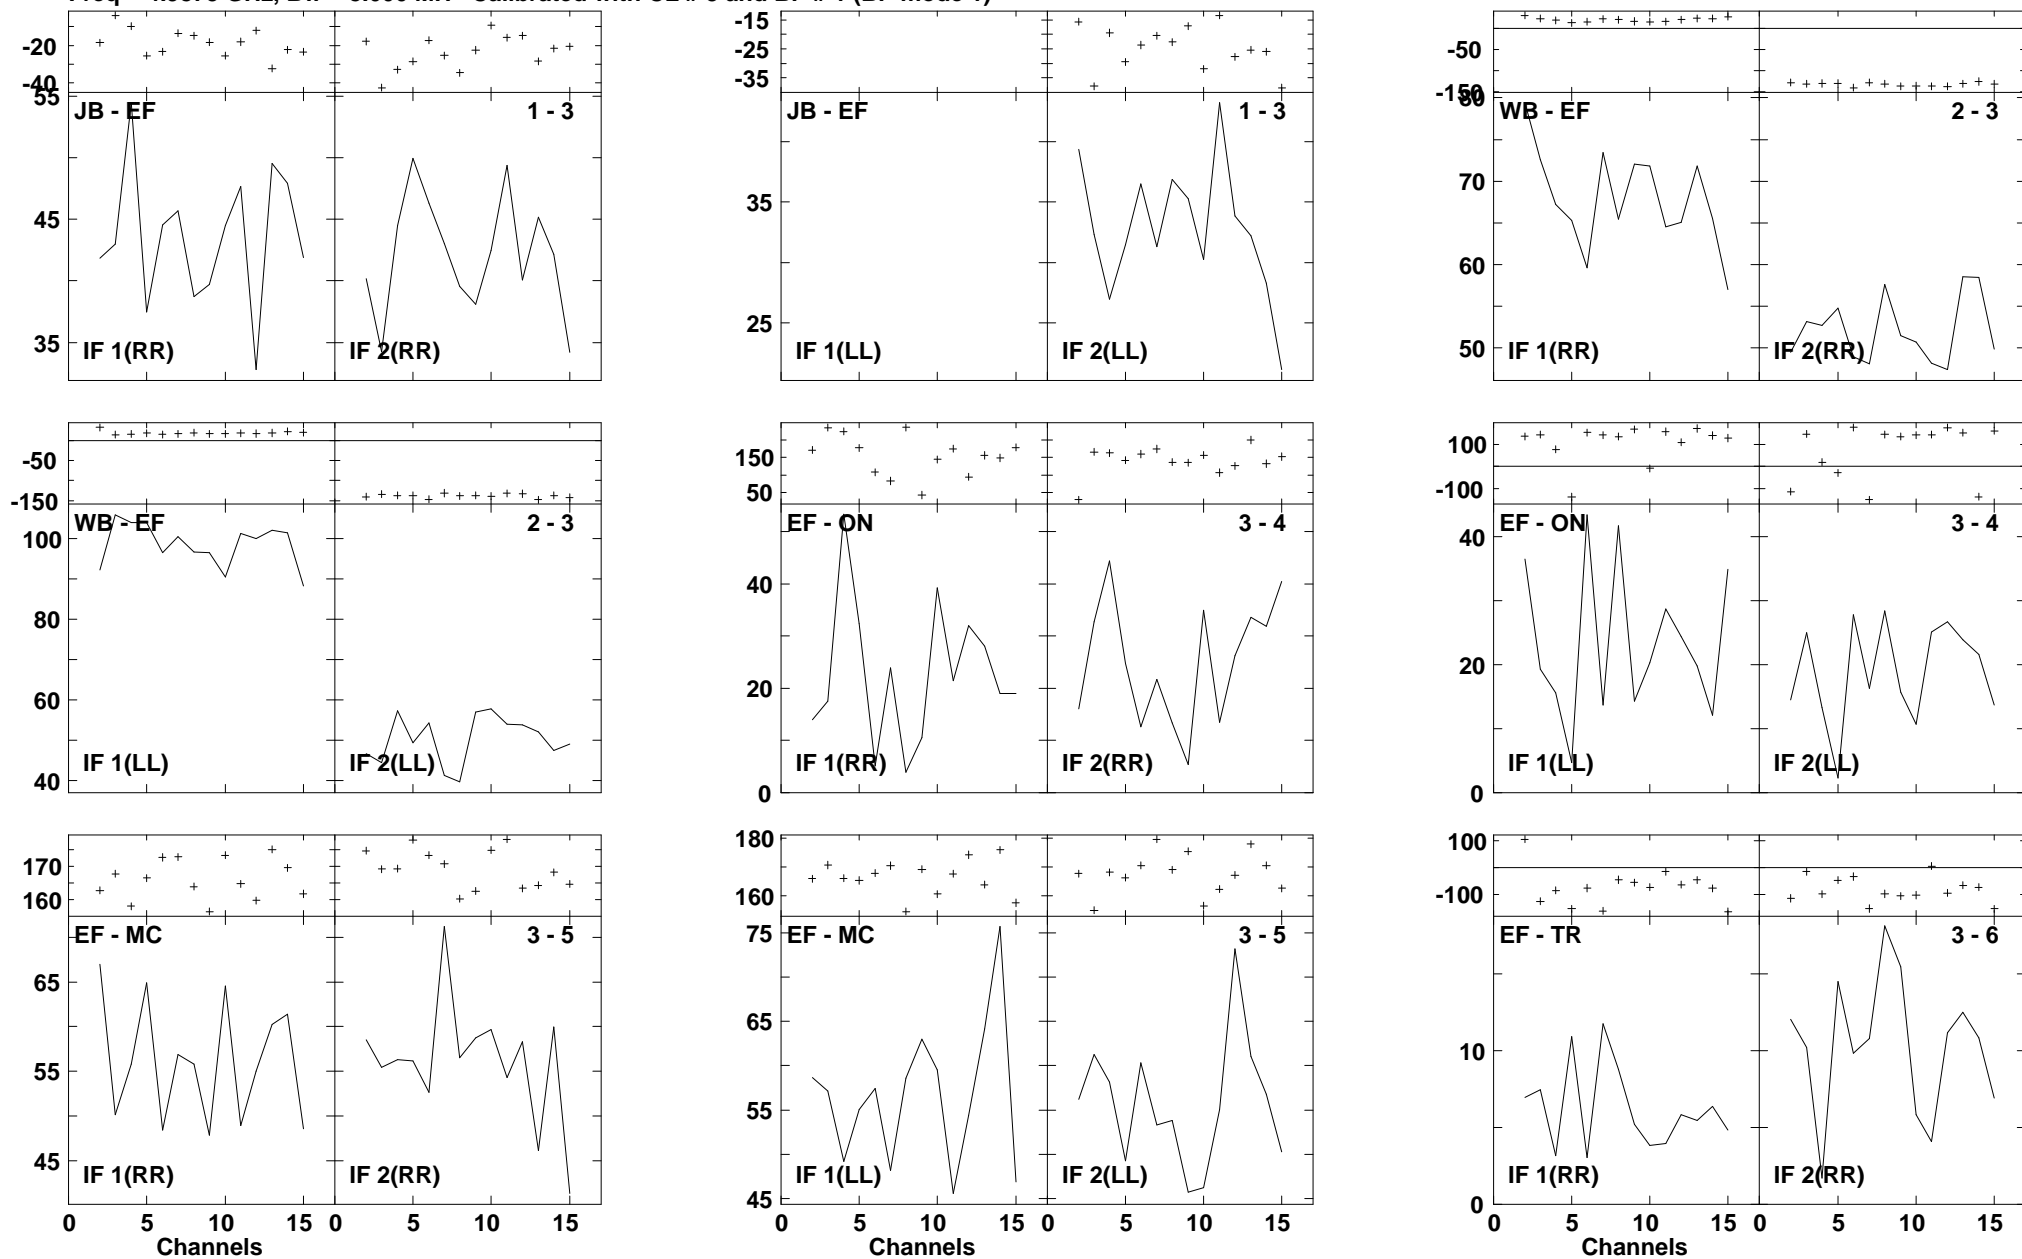 -20
-40
55
JB - EF
1 - 3
45
35
IF 1(RR)
IF 2(RR)
-15
-25
-35
JB - EF
1 - 3
35
25
IF 1(LL)
IF 2(LL)
-50
-150
80
WB - EF
2 - 3
70
60
50
IF 1(RR)
IF 2(RR)
-50
-150
WB - EF
2 - 3
100
80
60
40
IF 1(LL)
IF 2(LL)
150
50
EF - ON
3 - 4
40
20
0
IF 1(RR)
IF 2(RR)
100
-100
EF - ON
3 - 4
40
20
0
IF 1(LL)
IF 2(LL)
170
160
EF - MC
3 - 5
65
55
45
IF 1(RR)
IF 2(RR)
0 5 10 15 0 5 10 15
Channels
180
170
160
EF - MC
3 - 5
75
65
55
45
IF 1(LL)
IF 2(LL)
0 5 10 15 0 5 10 15
Channels
100
-100
EF - TR
3 - 6
10
0
IF 1(RR)
IF 2(RR)
0 5 10 15 0 5 10 15
Channels